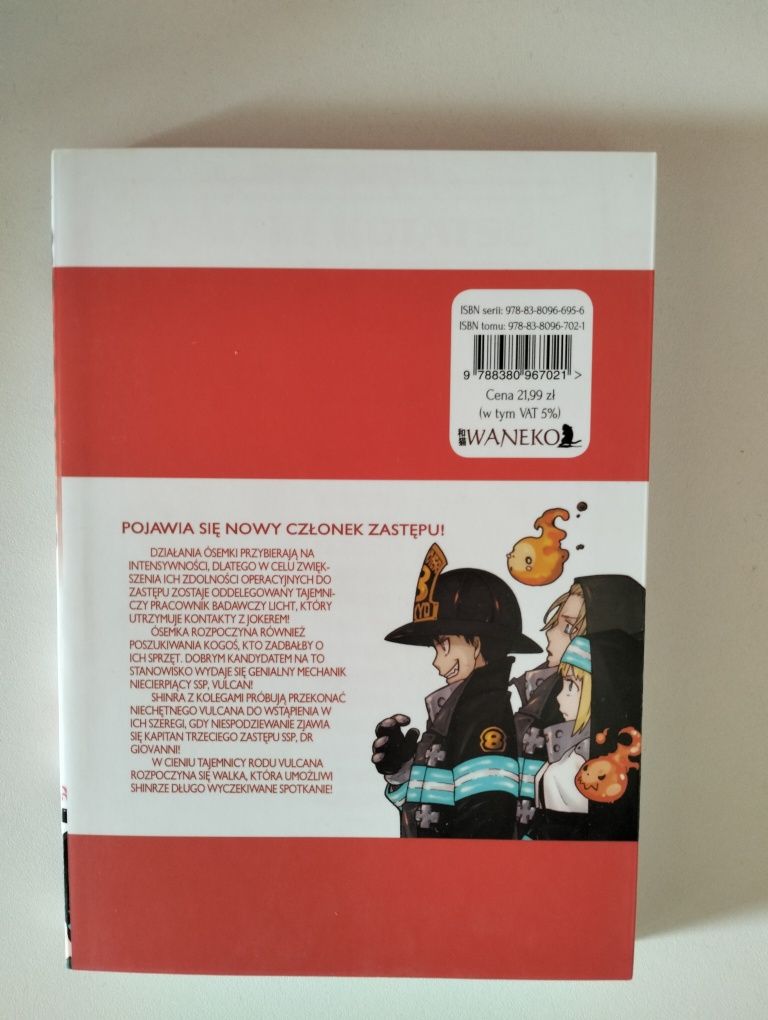 ISBN serii: 978-83-8096-695-6
ISBN tomu: 978-83-8096-702-1
9 788380 967021 >
Cena 21,99 zł
(w tym VAT 5%)
和猫 WANEKO
POJAWIA SIĘ NOWY CZŁONEK ZASTĘPU!
DZIAŁANIA ÓSEMKI PRZYBIERAJĄ NA
INTENSYWNOŚCI, DLATEGO W CELU ZWIĘK-
SZENIA ICH ZDOLNOŚCI OPERACYJNYCH DO
ZASTĘPU ZOSTAJE ODDELEGOWANY TAJEMNI-
CZY PRACOWNIK BADAWCZY LICHT, KTÓRY
UTRZYMUJE KONTAKTY Z JOKEREM!
ÓSEMKA ROZPOCZYNA RÓWNIEŻ
POSZUKIWANIA KOGOŚ, KTO ZADBAŁBY O
ICH SPRZĘT. DOBRYM KANDYDATEM NA TO
STANOWISKO WYDAJE SIĘ GENIALNY MECHANIK
NIECIERPIĄCY SSP, VULCAN!
SHINRA Z KOLEGAMI PRÓBUJĄ PRZEKONAĆ
NIECHĘTNEGO VULCANA DO WSTĄPIENIA W
ICH SZEREGI, GDY NIESPODZIEWANIE ZJAWIA
SIĘ KAPITAN TRZECIEGO ZASTĘPU SSP, DR
GIOVANNI!
W CIENIU TAJEMNICY RODU VULCANA
ROZPOCZYNA SIĘ WALKA, KTÓRA UMOŻLIWI
SHINRZE DŁUGO WYCZEKIWANE SPOTKANIE!
8
8